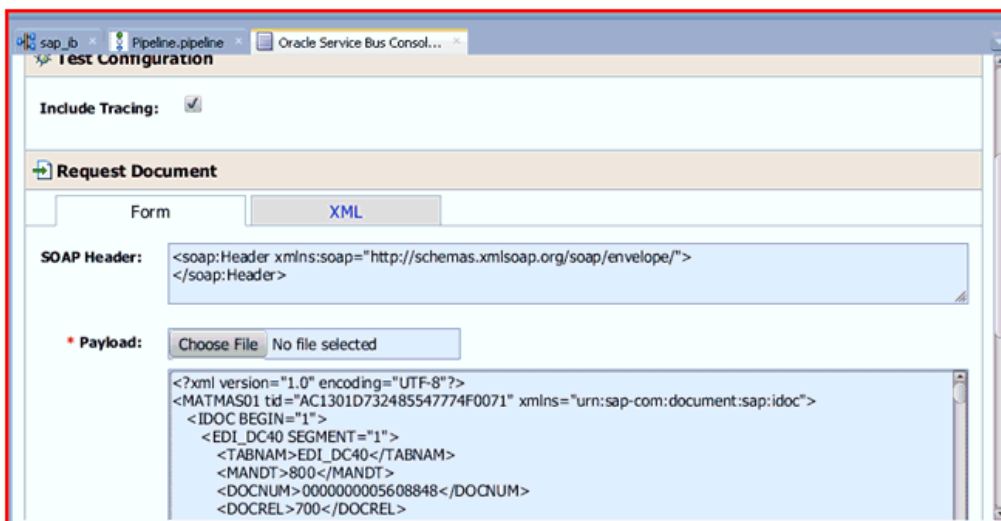 sap_ib
Pipeline.pipeline
Oracle Service Bus Consol...
Test Configuration
Include Tracing:
Request Document
Form
XML
SOAP Header:
<soap:Header xmlns:soap="http://schemas.xmlsoap.org/soap/envelope/">
</soap:Header>
* Payload:
Choose File No file selected
<?xml version="1.0" encoding="UTF-8"?>
<MATMAS01 tid="AC1301D732485547774F0071" xmlns="urn:sap-com:document:sap:idoc">
<IDOC BEGIN="1">
<EDI_DC40 SEGMENT="1">
<TABNAM>EDI_DC40</TABNAM>
<MANDT>800</MANDT>
<DOCNUM>0000000005608848</DOCNUM>
<DOCREL>700</DOCREL>